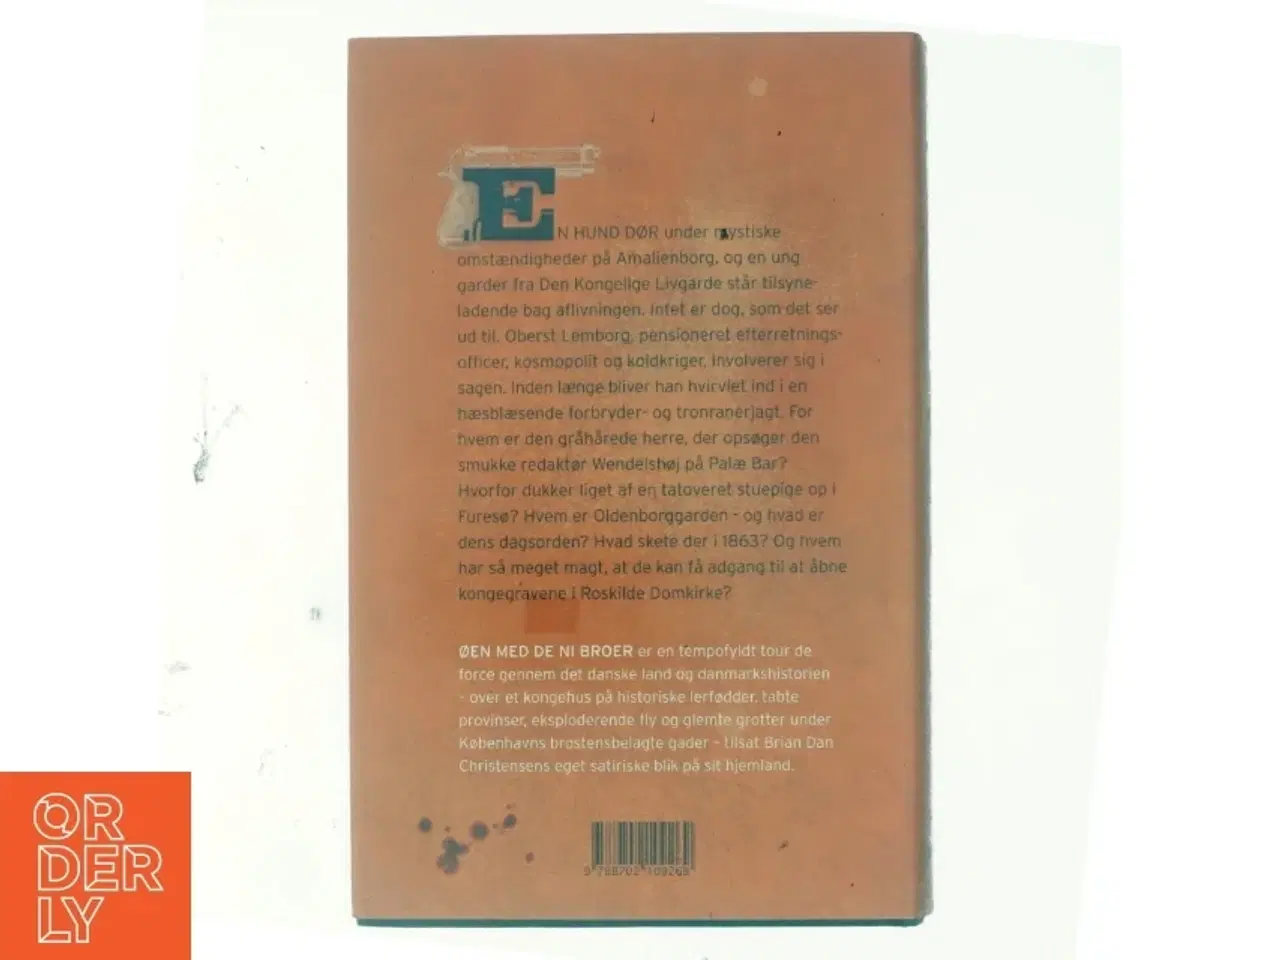 EN HUND DØR under mystiske
omstændigheder på Amalienborg, og en ung
garder fra Den Kongelige Livgarde står tilsyne-
ladende bag aflivningen. Intet er dog, som det ser
ud til. Oberst Lemborg, pensioneret efterretnings-
officer, kosmopolit og koldkriger, involverer sig i
sagen. Inden længe bliver han hvirvlet ind i en
hæsblæsende forbryder- og tronranerjagt. For
hvem er den gråhårede herre, der opsøger den
smukke redaktør Wendelshøj på Palæ Bar?
Hvorfor dukker liget af en tatoveret stuepige op i
Furesø? Hvem er Oldenborggarden - og hvad er
dens dagsorden? Hvad skete der i 1863? Og hvem
har så meget magt, at de kan få adgang til at åbne
kongegravene i Roskilde Domkirke?
ØEN MED DE NI BROER er en tempofyldt tour de
force gennem det danske land og danmarkshistorien
- over et kongehus på historiske lerfødder, tabte
provinser, eksploderende fly og glemte grotter under
Københavns brostensbelagte gader - tilsat Brian Dan
Christensens eget satiriske blik på sit hjemland.
9 788702 109269
OR
DER
LY